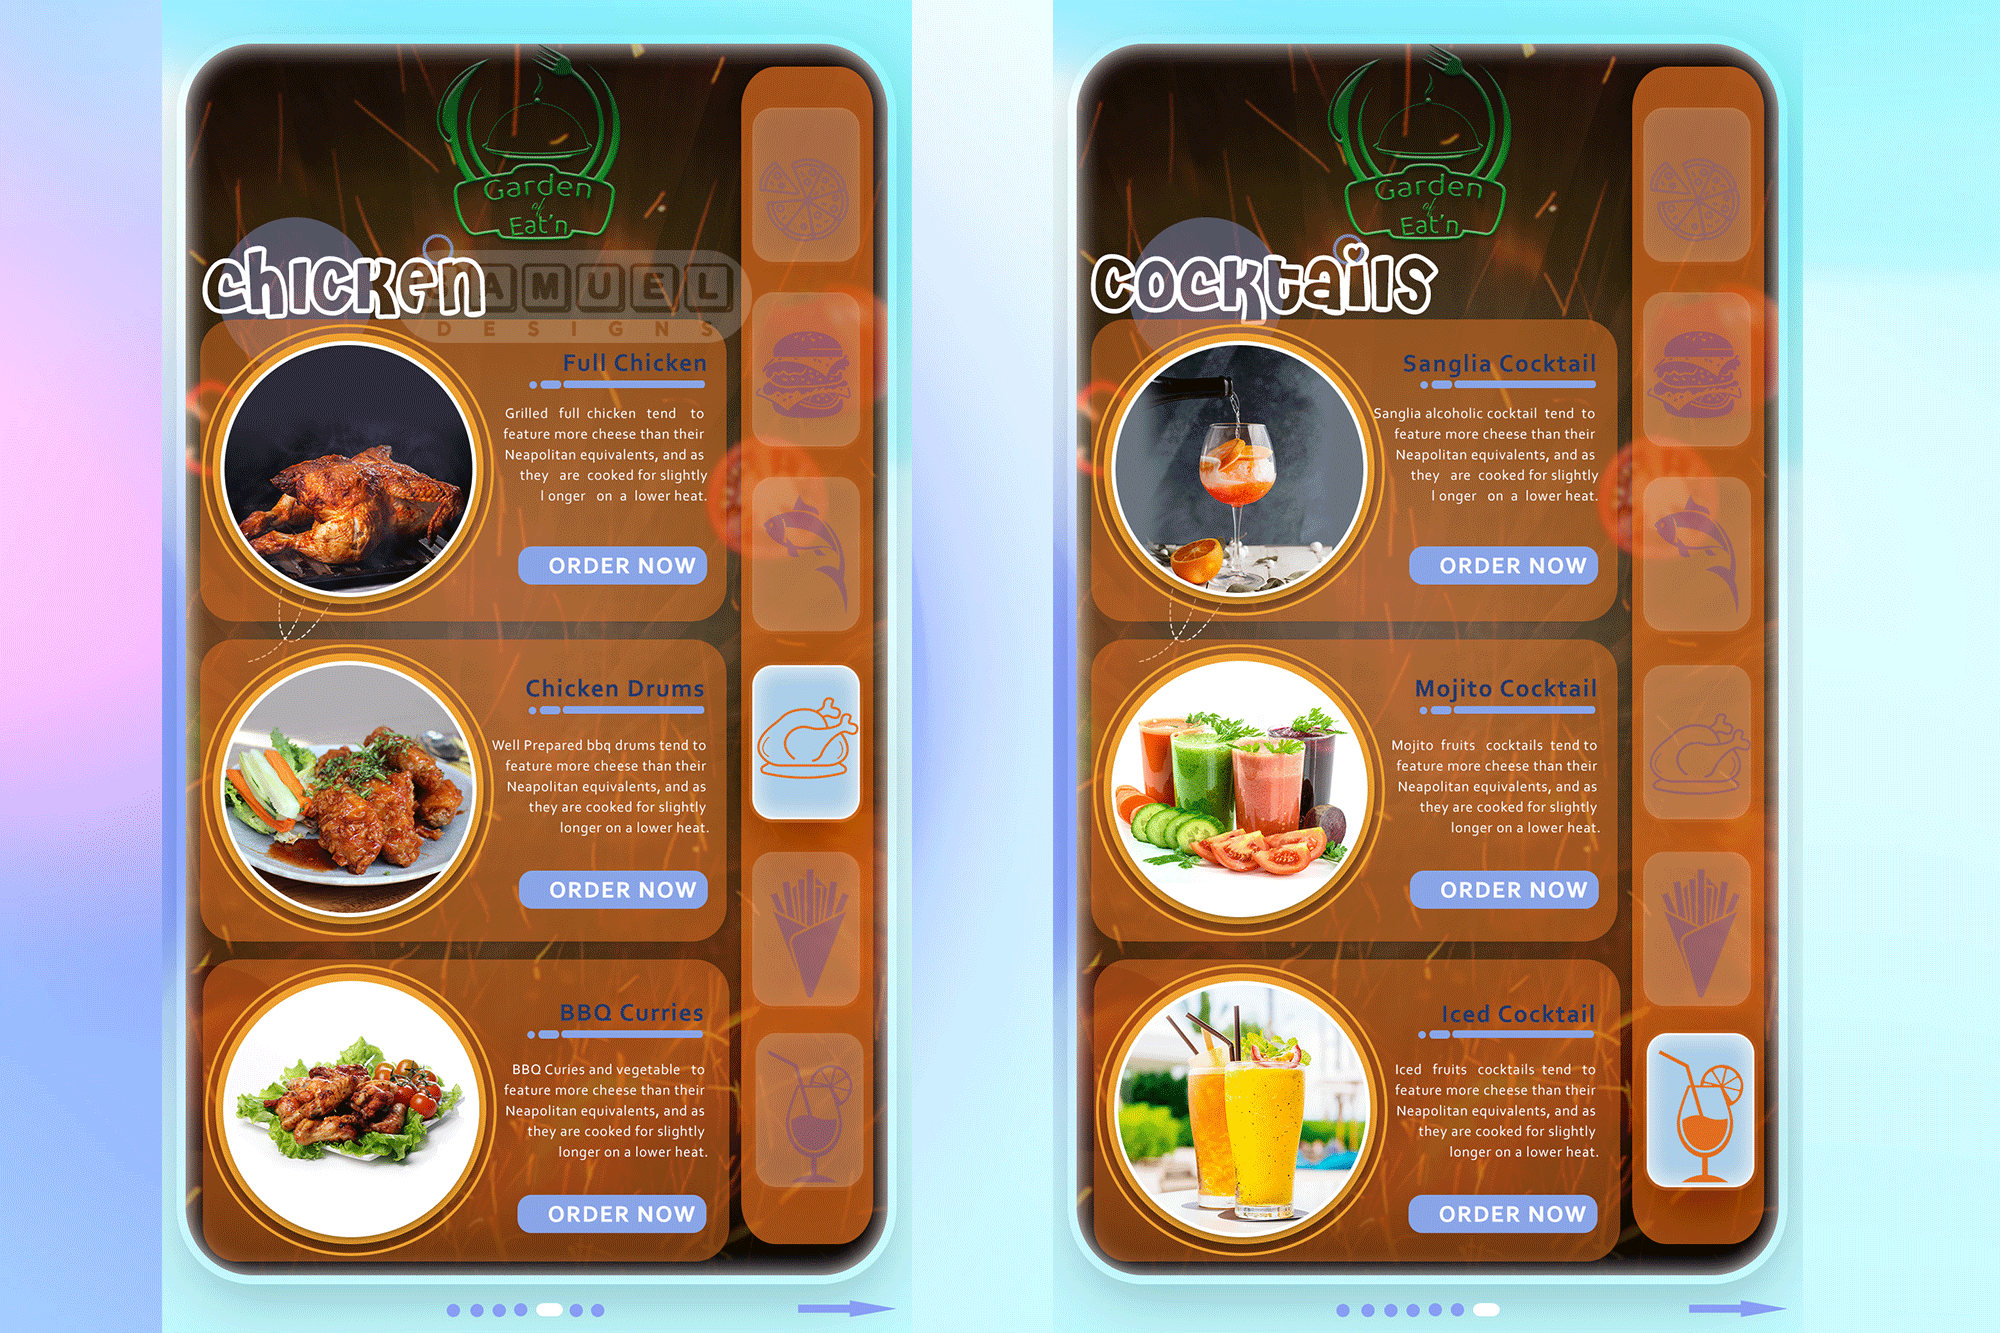 Garden
of
Eat'n
chicken
SAMUEL
DESIGNS
Full Chicken
Grilled full chicken tend to
feature more cheese than their
Neapolitan equivalents, and as
they are cooked for slightly
l onger on a lower heat.
ORDER NOW
Chicken Drums
Well Prepared bbq drums tend to
feature more cheese than their
Neapolitan equivalents, and as
they are cooked for slightly
longer on a lower heat.
ORDER NOW
BBQ Curries
BBQ Curies and vegetable to
feature more cheese than their
Neapolitan equivalents, and as
they are cooked for slightly
longer on a lower heat.
ORDER NOW
Garden
of
Eat'n
cocktails
Sanglia Cocktail
Sanglia alcoholic cocktail tend to
feature more cheese than their
Neapolitan equivalents, and as
they are cooked for slightly
l onger on a lower heat.
ORDER NOW
Mojito Cocktail
Mojito fruits cocktails tend to
feature more cheese than their
Neapolitan equivalents, and as
they are cooked for slightly
longer on a lower heat.
ORDER NOW
Iced Cocktail
Iced fruits cocktails tend to
feature more cheese than their
Neapolitan equivalents, and as
they are cooked for slightly
longer on a lower heat.
ORDER NOW